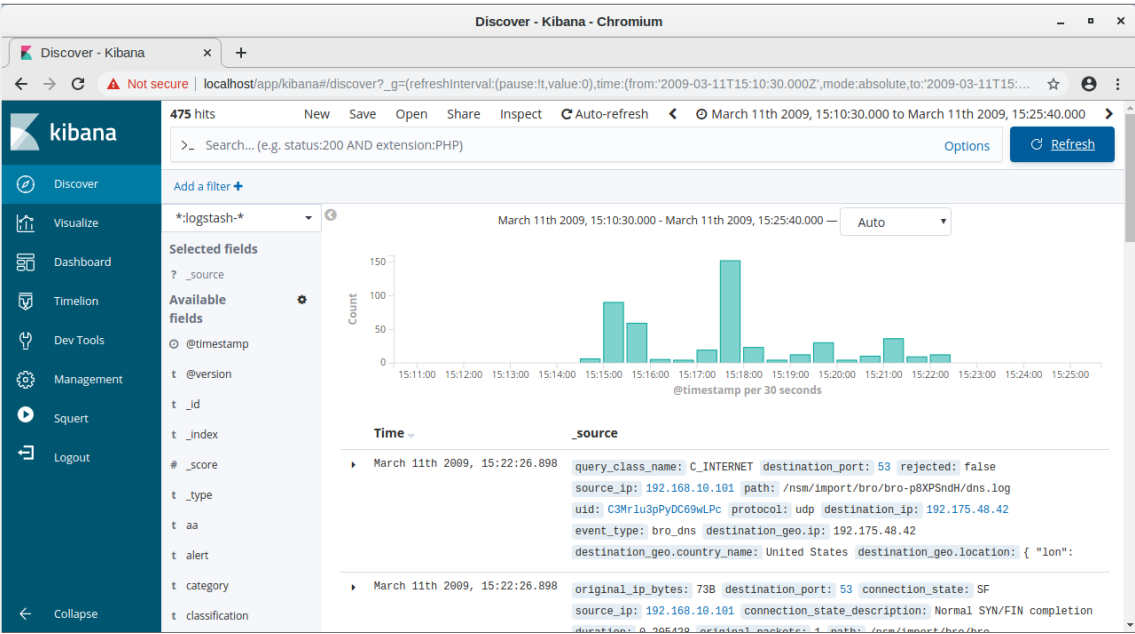 Discover - Kibana - Chromium
Discover - Kibana
Not secure | localhost/app/kibana#/discover?_g=(refreshInterval:(pause:!t,value:0),time:(from:'2009-03-11T15:10:30.000Z',mode:absolute,to:'2009-03-11T15:...
kibana
Discover
Visualize
Dashboard
Timelion
Dev Tools
Management
Squert
Logout
Collapse
475 hits New Save Open Share Inspect Auto-refresh March 11th 2009, 15:10:30.000 to March 11th 2009, 15:25:40.000
>_ Search... (e.g. status:200 AND extension:PHP) Options Refresh
Add a filter +
*:logstash-*
Selected fields
? _source
Available
fields
@timestamp
t @version
t _id
t _index
# _score
t _type
t aa
t alert
t category
t classification
March 11th 2009, 15:10:30.000 - March 11th 2009, 15:25:40.000 — Auto
Count
150
100
50
0
15:11:00 15:12:00 15:13:00 15:14:00 15:15:00 15:16:00 15:17:00 15:18:00 15:19:00 15:20:00 15:21:00 15:22:00 15:23:00 15:24:00 15:25:00
@timestamp per 30 seconds
Time _source
March 11th 2009, 15:22:26.898 query_class_name: C_INTERNET destination_port: 53 rejected: false
source_ip: 192.168.10.101 path: /nsm/import/bro/bro-p8XPSndH/dns.log
uid: C3Mrlu3pPyDC69wLPc protocol: udp destination_ip: 192.175.48.42
event_type: bro_dns destination_geo.ip: 192.175.48.42
destination_geo.country_name: United States destination_geo.location: { "lon":
March 11th 2009, 15:22:26.898 original_ip_bytes: 73B destination_port: 53 connection_state: SF
source_ip: 192.168.10.101 connection_state_description: Normal SYN/FIN completion
duration: 0.205428 original_packets: 1 path: /nsm/import/bro/bro-